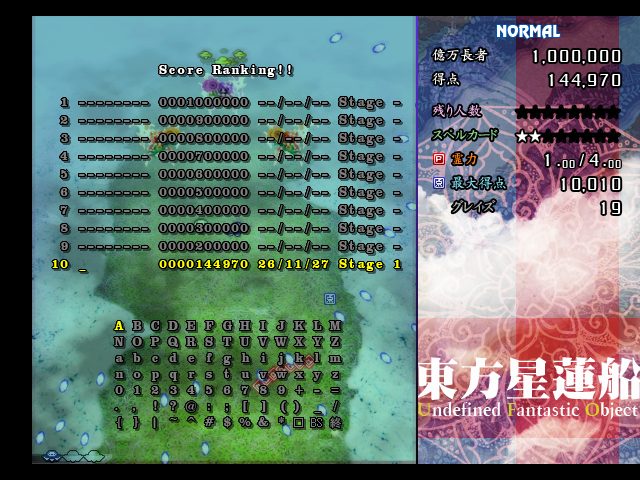 Score Ranking!!
1 -------- 0001000000 --/--/-- Stage -
2 -------- 0000900000 --/--/-- Stage -
3 -------- 0000800000 --/--/-- Stage -
4 -------- 0000700000 --/--/-- Stage -
5 -------- 0000600000 --/--/-- Stage -
6 -------- 0000500000 --/--/-- Stage -
7 -------- 0000400000 --/--/-- Stage -
8 -------- 0000300000 --/--/-- Stage -
9 -------- 0000200000 --/--/-- Stage -
10 _ 0000144970 26/11/27 Stage 1
A B C D E F G H I J K L M
N O P Q R S T U V W X Y Z
a b c d e f g h i j k l m
n o p q r s t u v w x y z
0 1 2 3 4 5 6 7 8 9 + - =
. , ! ? @ : ; [ ] ( ) _ /
{ } | ~ ^ # $ % & * □ BS 終
NORMAL
億万長者 1,000,000
得点 144,970
残り人数 ★★★★★★★★★★
スペルカード ★★★★★★★★★★
P 霊力 1.00/4.00
点 最大得点 10,010
グレイズ 19
東方星蓮船
Undefined Fantastic Object